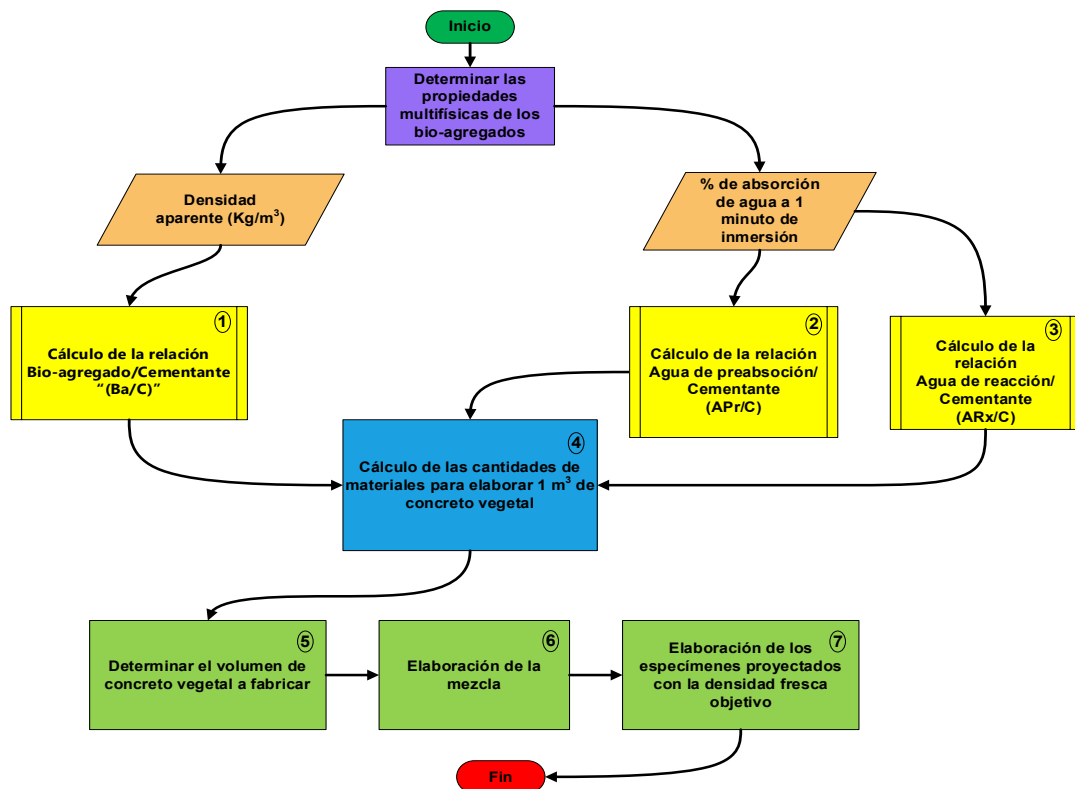 Inicio
Determinar las
propiedades
multifísicas de los
bio-agregados
Densidad
aparente (Kg/m³)
% de absorción
de agua a 1
minuto de
inmersión
①
Cálculo de la relación
Bio-agregado/Cementante
“(Ba/C)”
②
Cálculo de la relación
Agua de preabsoción/
Cementante
(APr/C)
③
Cálculo de la
relación
Agua de reacción/
Cementante
(ARx/C)
④
Cálculo de las cantidades de
materiales para elaborar 1 m³ de
concreto vegetal
⑤
Determinar el volumen de
concreto vegetal a fabricar
⑥
Elaboración de la
mezcla
⑦
Elaboración de los
especímenes proyectados
con la densidad fresca
objetivo
Fin